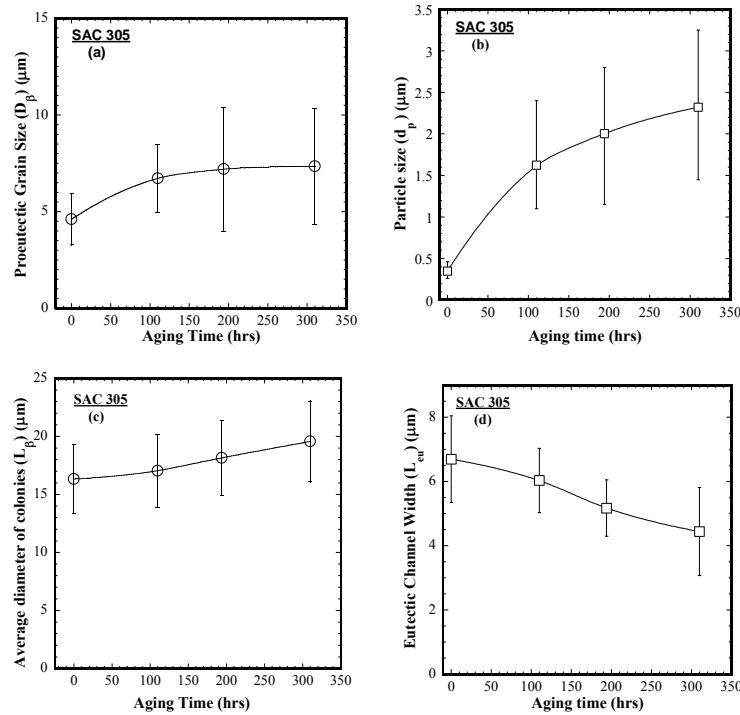 SAC 305
(a)
Proeutectic Grain Size (D_β) (μm)
15
10
5
0
0 50 100 150 200 250 300 350
Aging Time (hrs)
SAC 305
(b)
Particle size (d_p) (μm)
3.5
3
2.5
2
1.5
1
0.5
0
0 50 100 150 200 250 300 350
Aging time (hrs)
SAC 305
(c)
Average diameter of colonies (L_β) (μm)
25
20
15
10
5
0
0 50 100 150 200 250 300 350
Aging Time (hrs)
SAC 305
(d)
Eutectic Channel Width (L_eu) (μm)
8
6
4
2
0
0 50 100 150 200 250 300 350
Aging time (hrs)